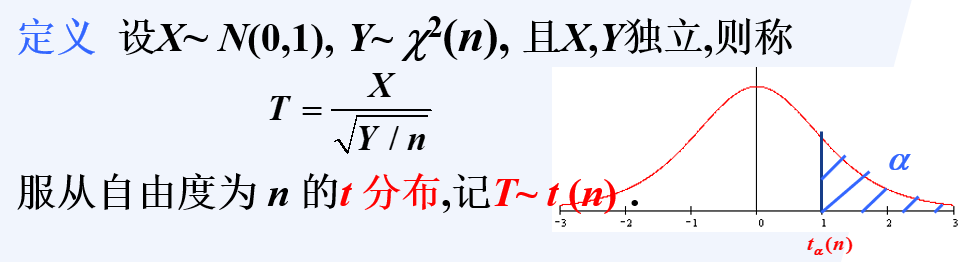 定义 设X~ N(0,1), Y~ χ²(n), 且X,Y独立,则称
T = X / √(Y / n)
α
服从自由度为 n 的t 分布,记T~ t (n) .
-3 -2 -1 0 1 2 3
tα(n)